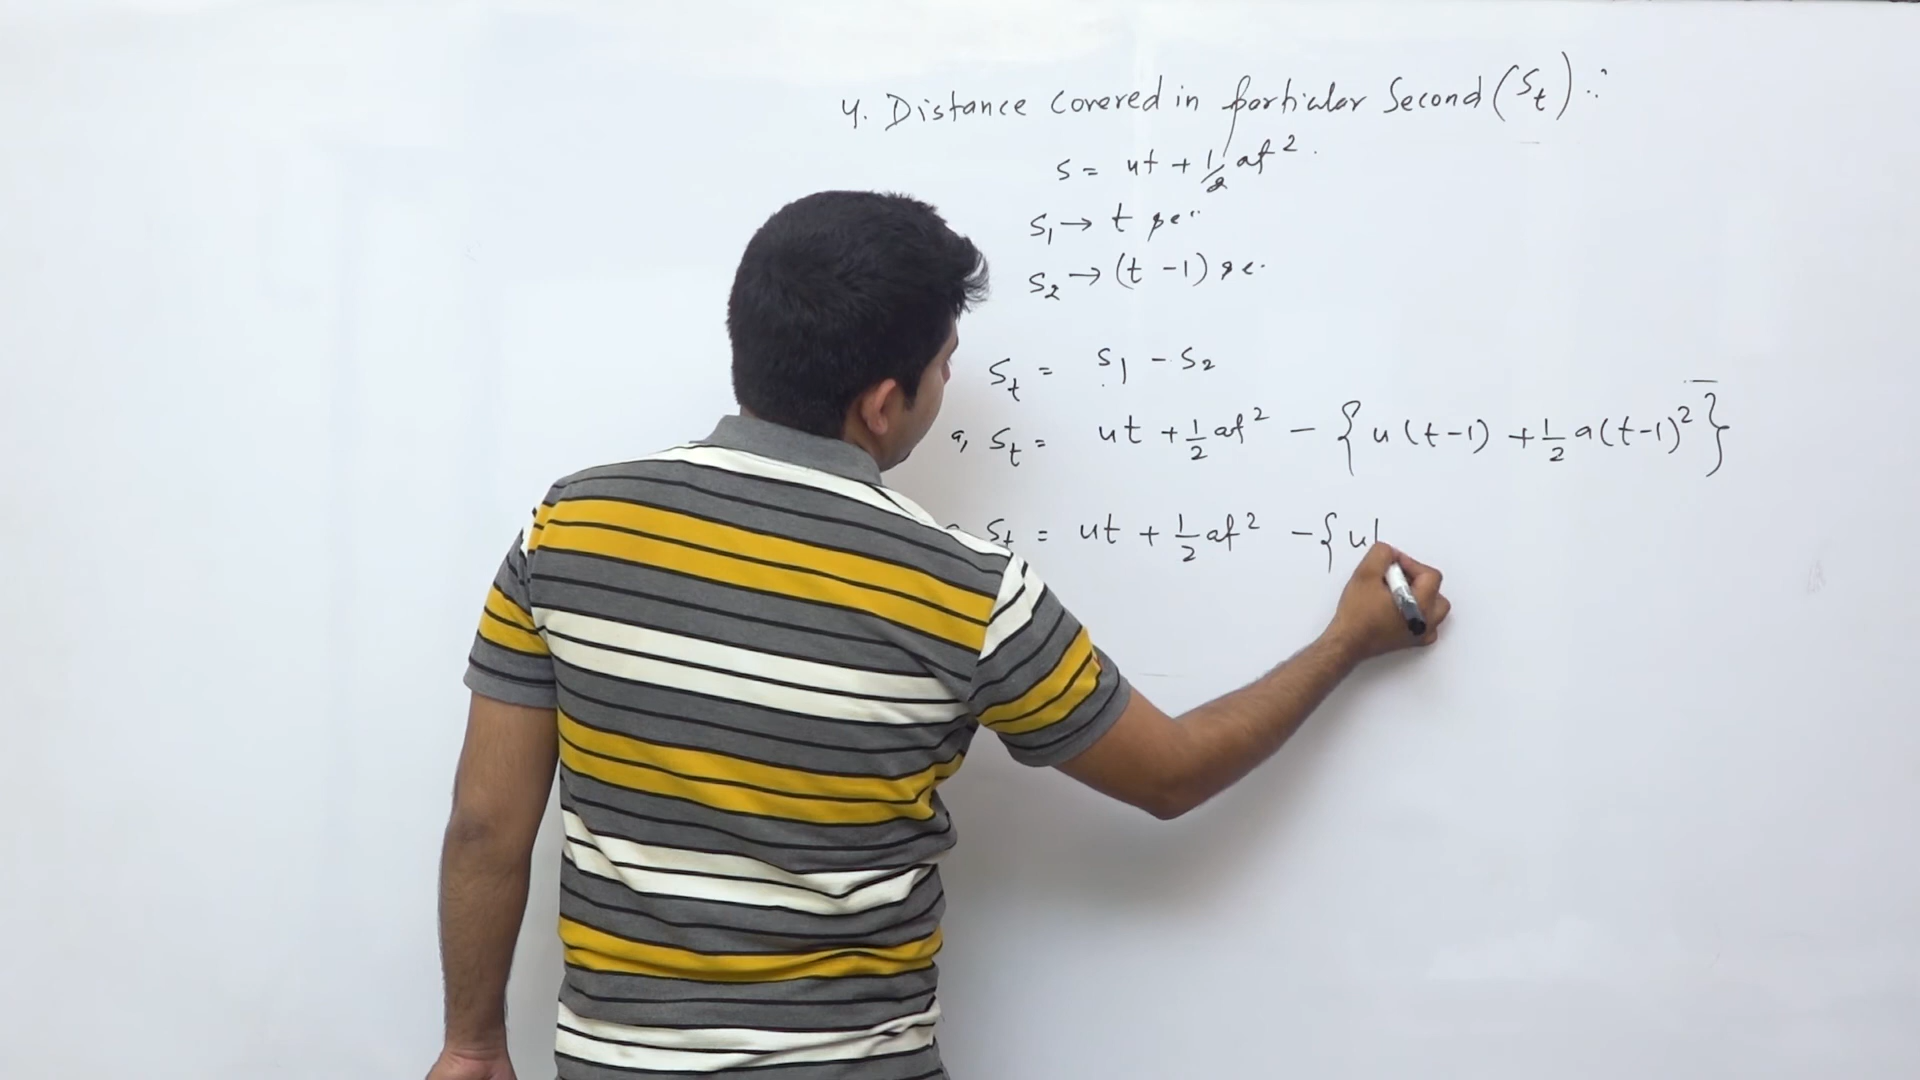 4. Distance Covered in particular Second (Sₜ) :
s = ut + 1/2 at²
S₁ → t sec.
S₂ → (t - 1) sec.
Sₜ = S₁ - S₂
Sₜ = ut + 1/2 at² - {u(t-1) + 1/2 a(t-1)²}
Sₜ = ut + 1/2 at² - {ut